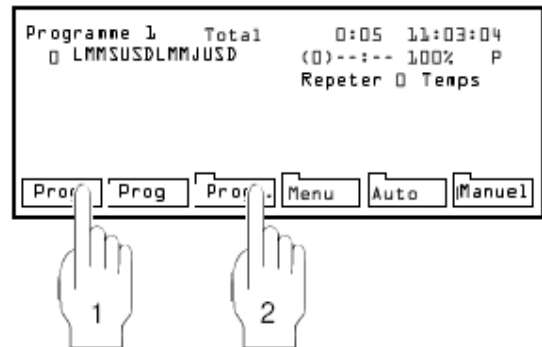 Programme 1 Total 0:05 11:03:04
0 LMMSUSDLMMJUSD (0)--:-- 100% P
Repeter 0 Temps
Prog Menu Auto Manuel
1 2